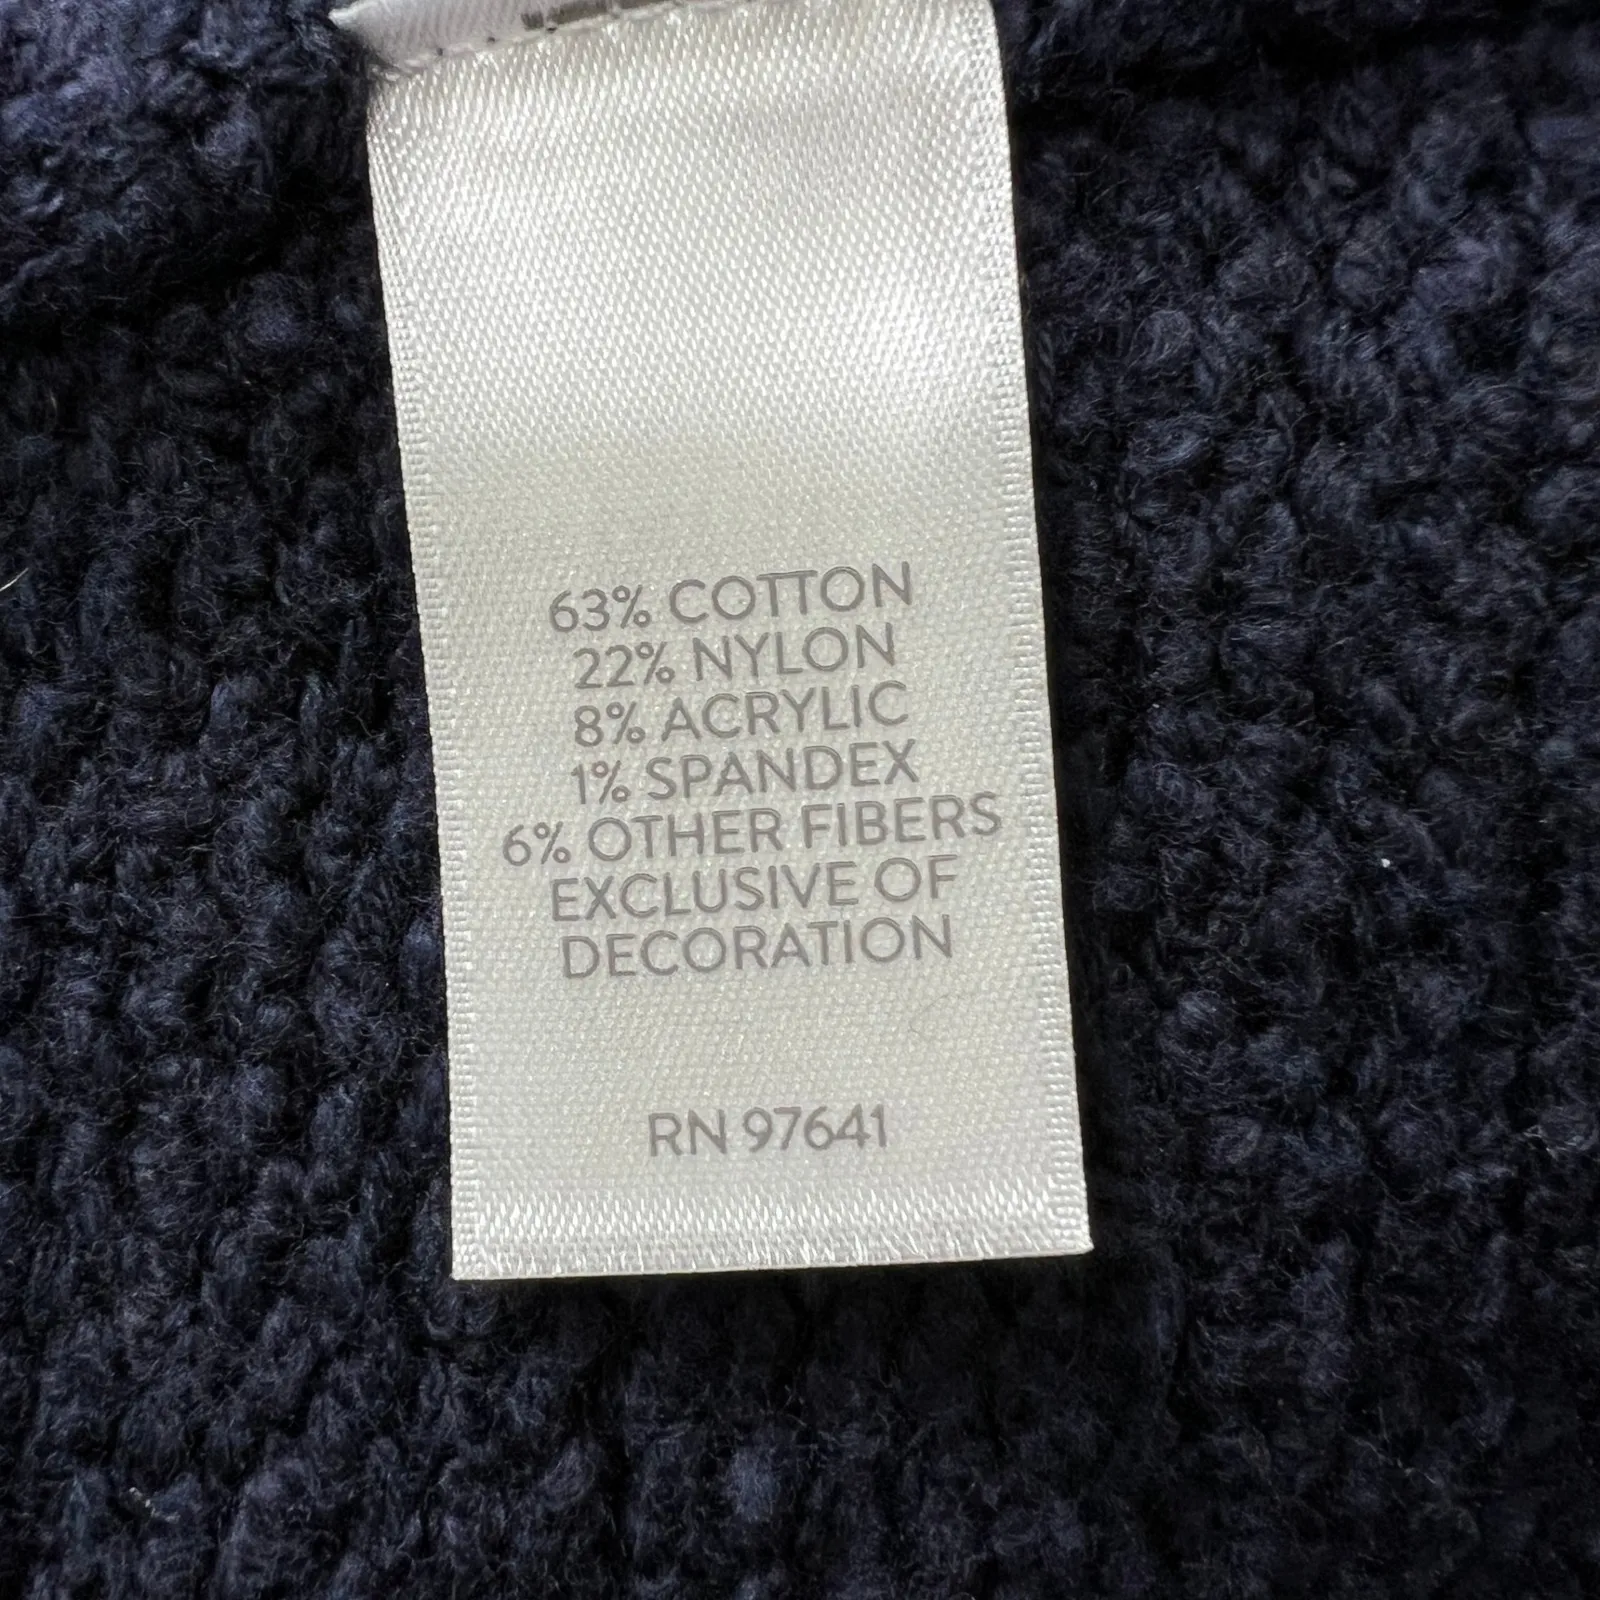 63% COTTON
22% NYLON
8% ACRYLIC
1% SPANDEX
6% OTHER FIBERS
EXCLUSIVE OF
DECORATION
RN 97641